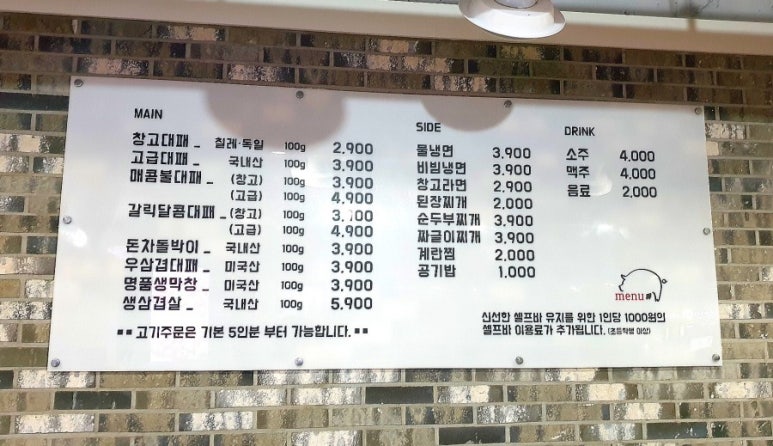 MAIN
창고대패 _ 칠레·독일 100g 2,900
고급대패 _ 국내산 100g 3,900
매콤불대패 _ (창고) 100g 3,900
(고급) 100g 4,900
갈릭달콤대패 _ (창고) 100g
(고급) 100g 4,900
돈차돌박이 _ 국내산 100g 3,900
우삼겹대패 _ 미국산 100g 3,900
명품생막창 _ 미국산 100g 3,900
생삼겹살 _ 국내산 100g 5,900
▪▪ 고기주문은 기본 5인분 부터 가능합니다. ▪▪
SIDE
물냉면 3,900
비빔냉면 3,900
창고라면 2,900
된장찌개 2,000
순두부찌개 3,900
짜글이찌개 3,900
계란찜 2,000
공기밥 1,000
DRINK
소주 4,000
맥주 4,000
음료 2,000
menu
신선한 셀프바 유지를 위한 1인당 1000원의
셀프바 이용료가 추가됩니다. (초등학생 이상)